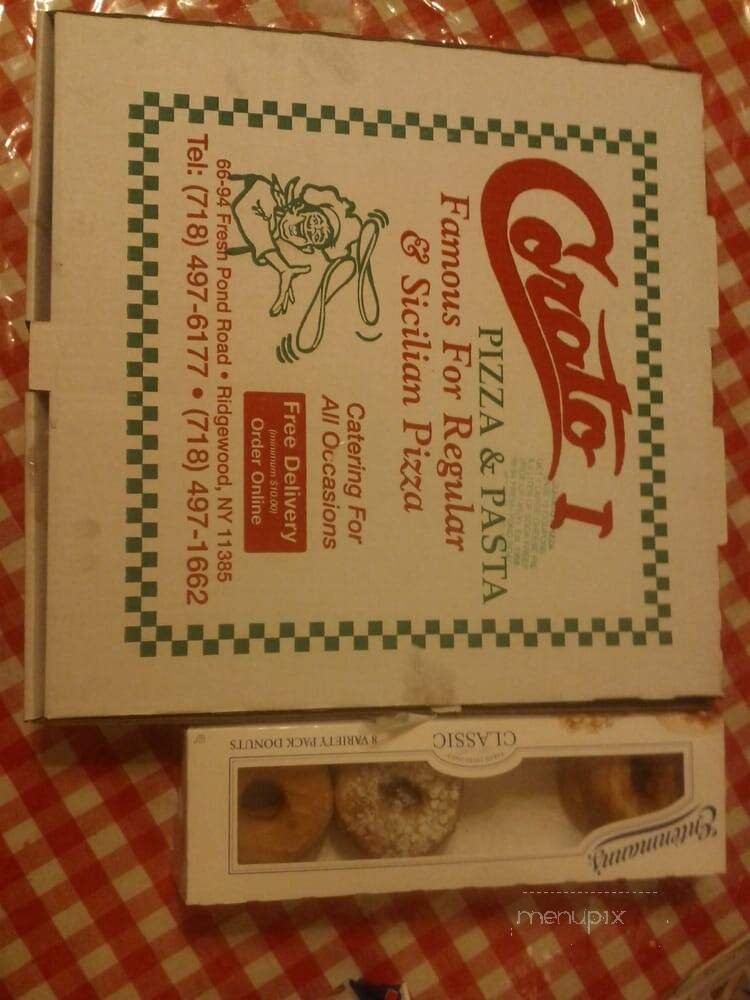 Corato I
PIZZA & PASTA
Famous For Regular
& Sicilian Pizza
Catering For
All Occasions
Free Delivery
(minimum $10.00)
Order Online
66-94 Fresh Pond Road • Ridgewood, NY 11385
Tel: (718) 497-6177 • (718) 497-1662
Entenmann's
CLASSIC
8 VARIETY PACK DONUTS
menupix